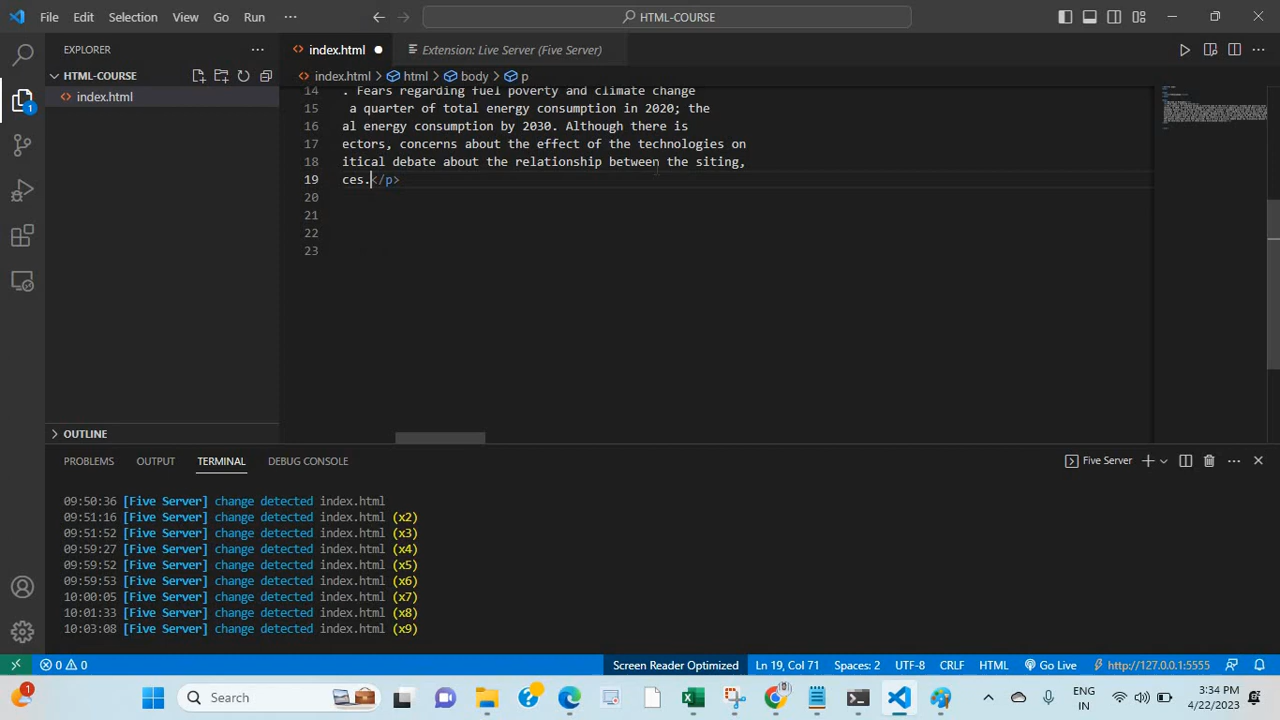 File Edit Selection View Go Run ··· HTML-COURSE
EXPLORER ··· index.html Extension: Live Server (Five Server)
HTML-COURSE index.html > html > body > p
index.html
14 . Fears regarding fuel poverty and climate change
15 a quarter of total energy consumption in 2020; the
16 al energy consumption by 2030. Although there is
17 ectors, concerns about the effect of the technologies on
18 itical debate about the relationship between the siting,
19 ces.</p>
20
21
22
23
1
OUTLINE
PROBLEMS OUTPUT TERMINAL DEBUG CONSOLE Five Server
09:50:36 [Five Server] change detected index.html
09:51:16 [Five Server] change detected index.html (x2)
09:51:52 [Five Server] change detected index.html (x3)
09:59:27 [Five Server] change detected index.html (x4)
09:59:52 [Five Server] change detected index.html (x5)
09:59:53 [Five Server] change detected index.html (x6)
10:00:05 [Five Server] change detected index.html (x7)
10:01:33 [Five Server] change detected index.html (x8)
10:03:08 [Five Server] change detected index.html (x9)
0 0 Screen Reader Optimized Ln 19, Col 71 Spaces: 2 UTF-8 CRLF HTML Go Live http://127.0.0.1:5555
1 Search ENG IN 3:34 PM 4/22/2023